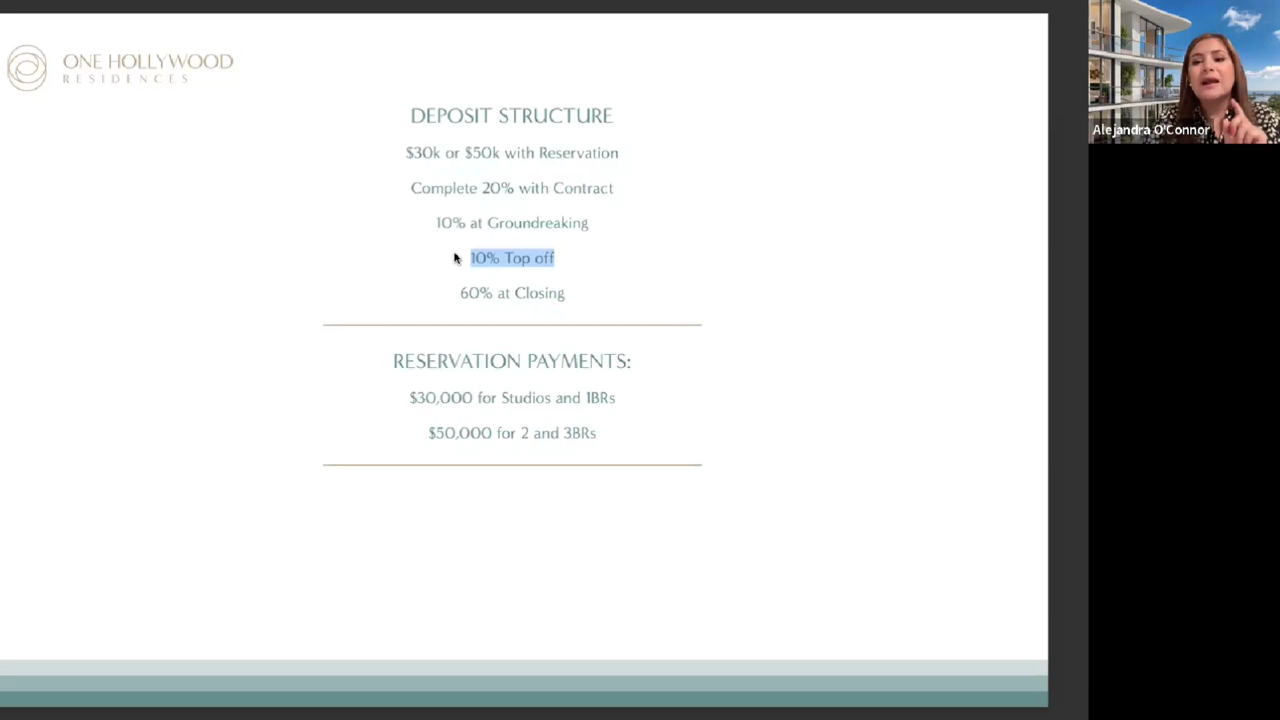 ONE HOLLYWOOD
RESIDENCES
DEPOSIT STRUCTURE
$30k or $50k with Reservation
Complete 20% with Contract
10% at Groundreaking
10% Top off
60% at Closing
RESERVATION PAYMENTS:
$30,000 for Studios and 1BRs
$50,000 for 2 and 3BRs
Alejandra O'Connor